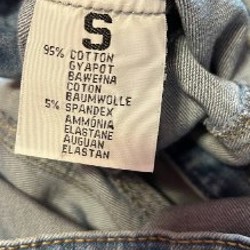 S
95% COTTON
GYAPOT
BAWEŁNA
COTON
BAUMWOLLE
5% SPANDEX
AMMÓNIA
ELASTANE
AUGUAN
ELASTAN